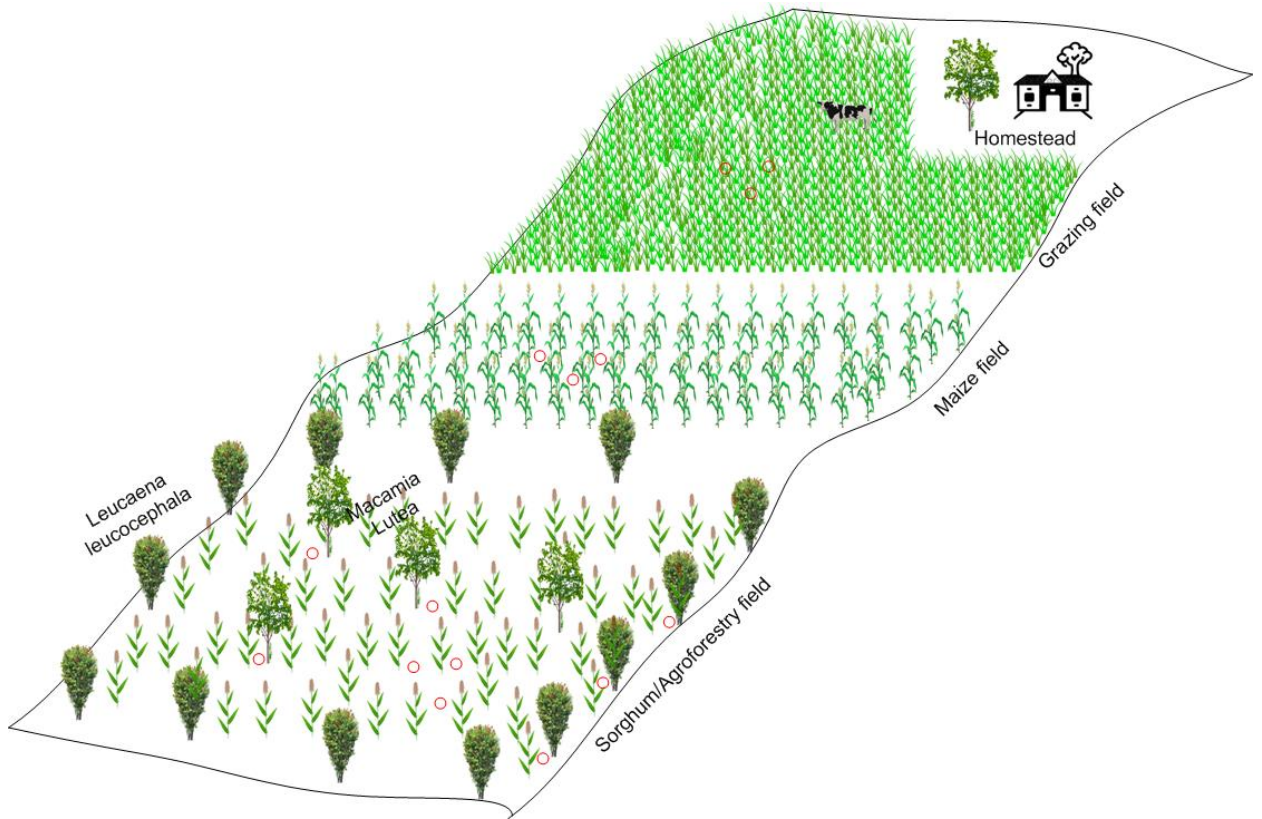 Homestead
Grazing field
Maize field
Leucaena
leucocephala
Macamia
Lutea
Sorghum/Agroforestry field